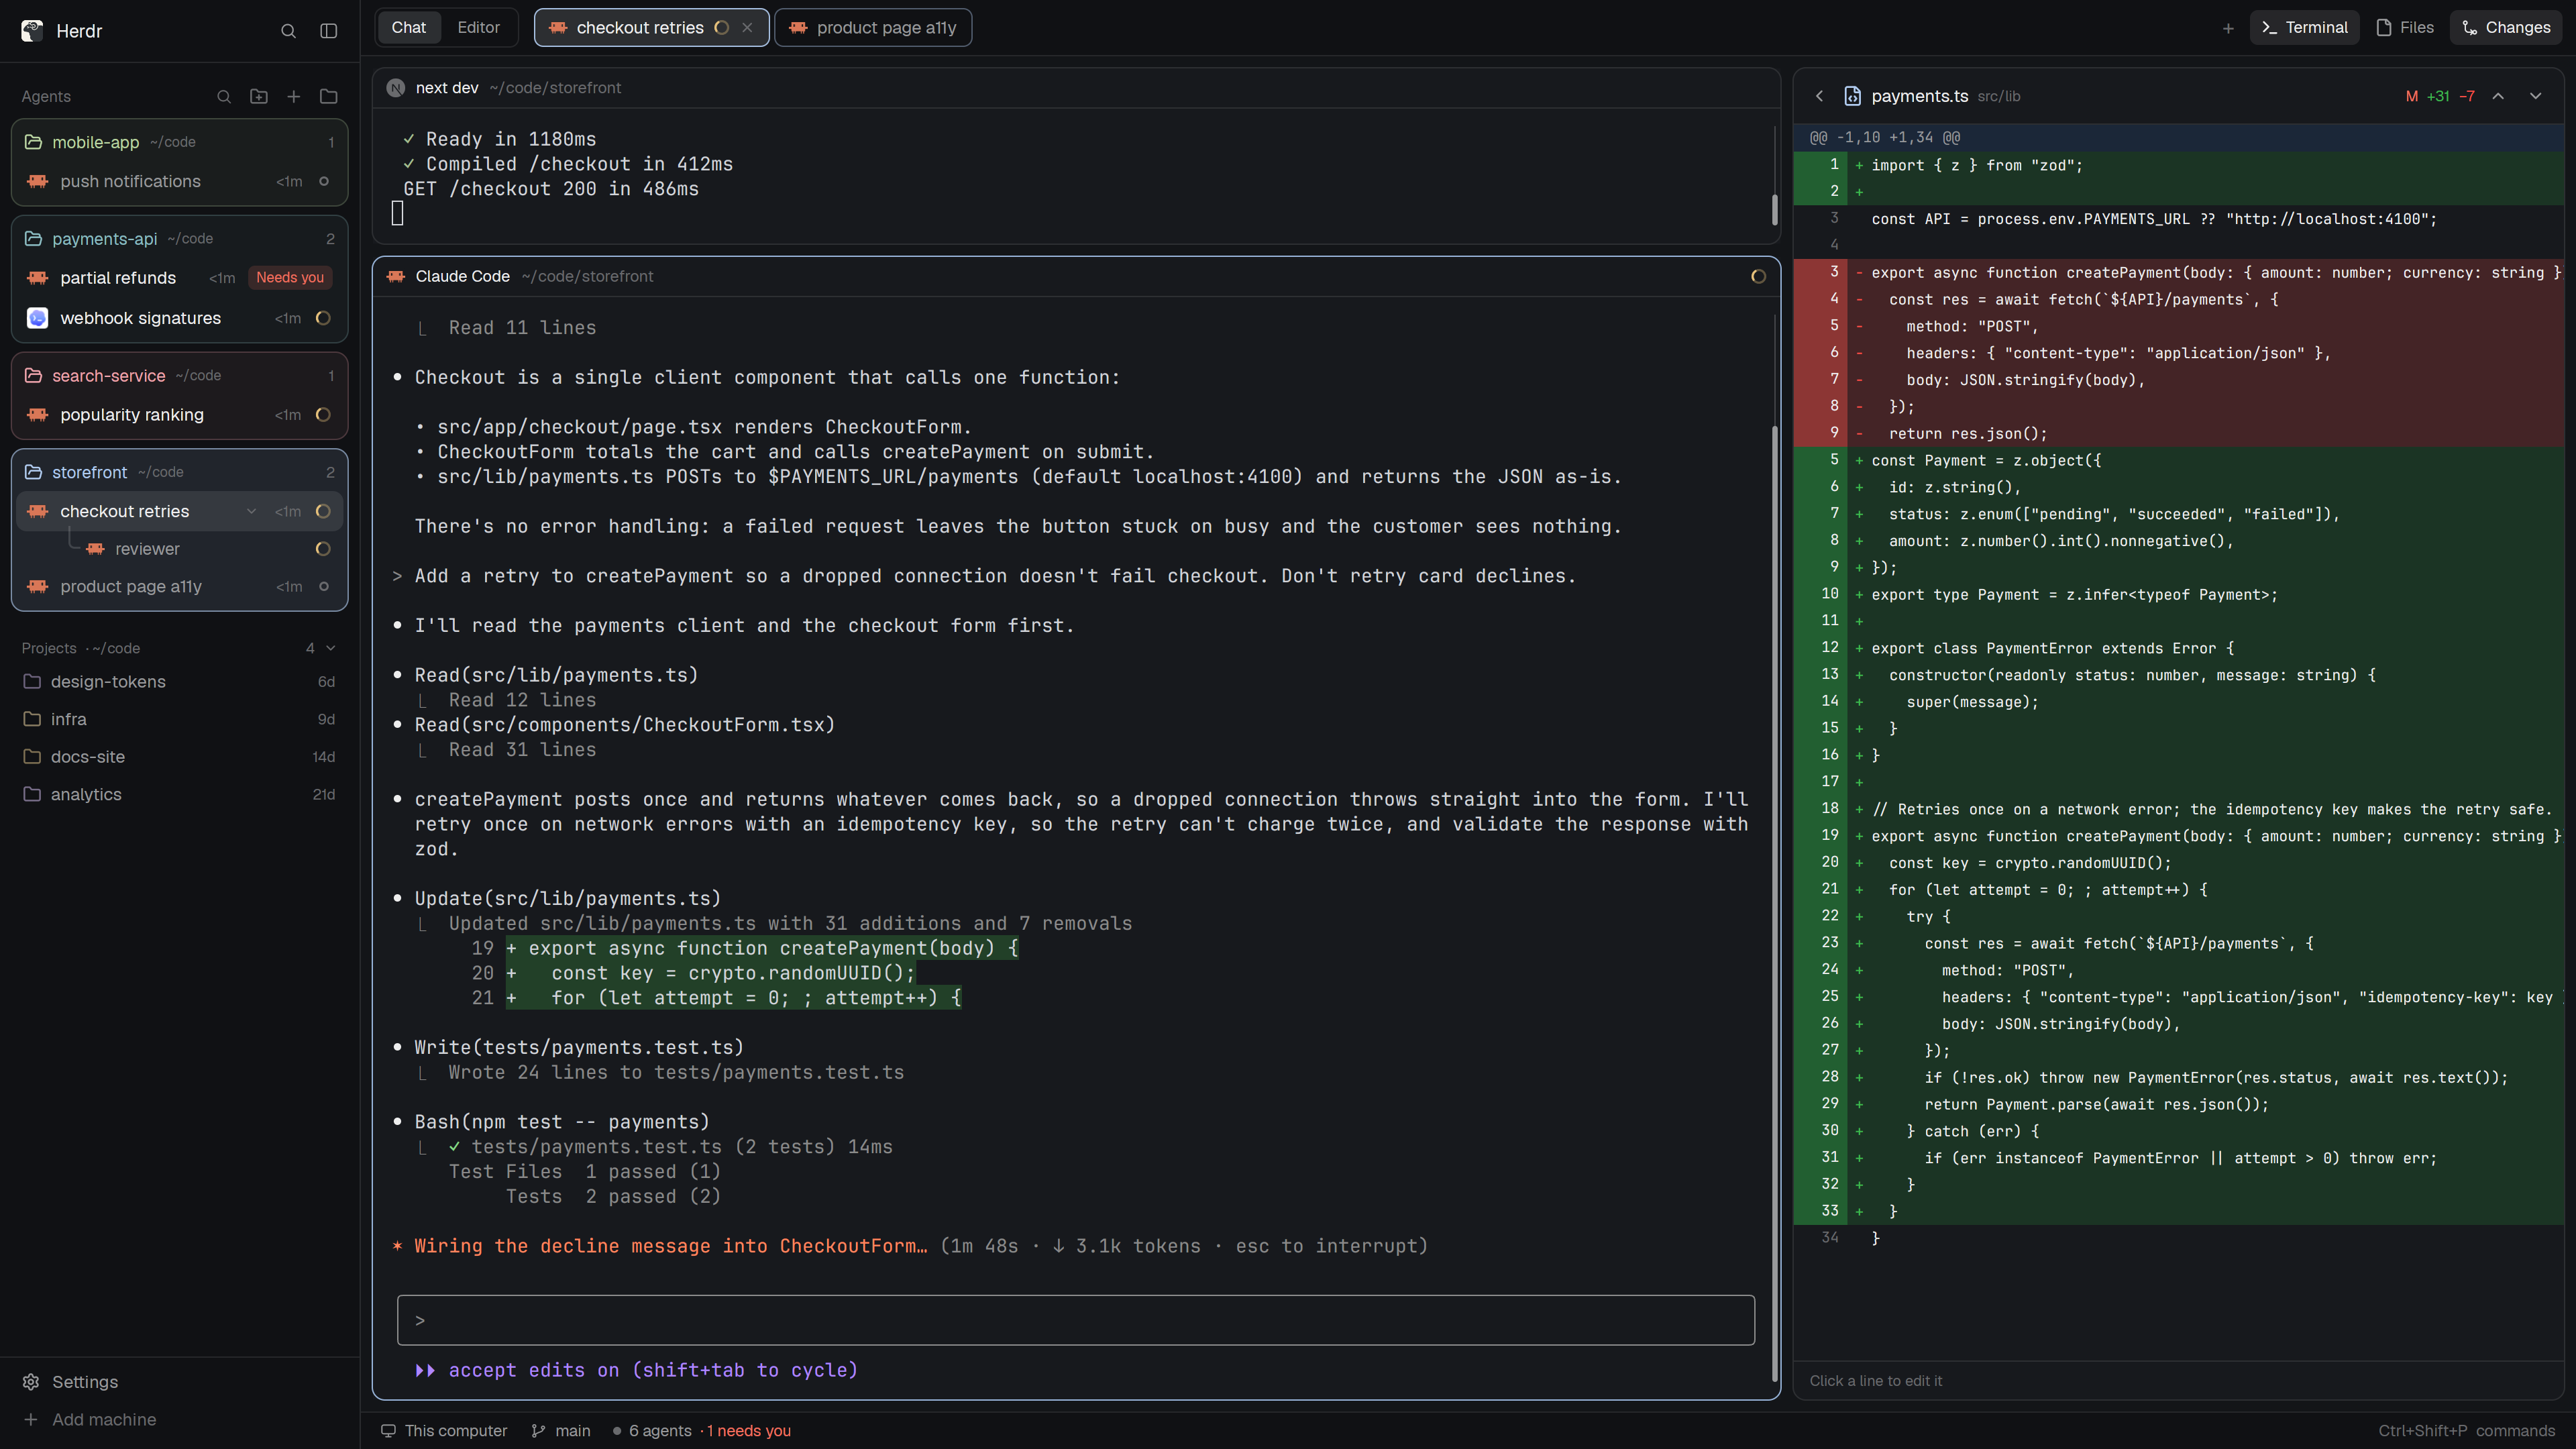 Herdr
Agents
mobile-app ~/code 1
push notifications <1m
payments-api ~/code 2
partial refunds <1m Needs you
webhook signatures <1m
search-service ~/code 1
popularity ranking <1m
storefront ~/code 2
checkout retries <1m
reviewer
product page a11y <1m
Projects · ~/code 4
design-tokens 6d
infra 9d
docs-site 14d
analytics 21d
Settings
+ Add machine
Chat Editor checkout retries × product page a11y
+ Terminal Files Changes
N next dev ~/code/storefront
✓ Ready in 1180ms
✓ Compiled /checkout in 412ms
GET /checkout 200 in 486ms
Claude Code ~/code/storefront
⎿ Read 11 lines
● Checkout is a single client component that calls one function:
• src/app/checkout/page.tsx renders CheckoutForm.
• CheckoutForm totals the cart and calls createPayment on submit.
• src/lib/payments.ts POSTs to $PAYMENTS_URL/payments (default localhost:4100) and returns the JSON as-is.
There's no error handling: a failed request leaves the button stuck on busy and the customer sees nothing.
> Add a retry to createPayment so a dropped connection doesn't fail checkout. Don't retry card declines.
● I'll read the payments client and the checkout form first.
● Read(src/lib/payments.ts)
⎿ Read 12 lines
● Read(src/components/CheckoutForm.tsx)
⎿ Read 31 lines
● createPayment posts once and returns whatever comes back, so a dropped connection throws straight into the form. I'll
retry once on network errors with an idempotency key, so the retry can't charge twice, and validate the response with
zod.
● Update(src/lib/payments.ts)
⎿ Updated src/lib/payments.ts with 31 additions and 7 removals
19 + export async function createPayment(body) {
20 +   const key = crypto.randomUUID();
21 +   for (let attempt = 0; ; attempt++) {
● Write(tests/payments.test.ts)
⎿ Wrote 24 lines to tests/payments.test.ts
● Bash(npm test -- payments)
⎿ ✓ tests/payments.test.ts (2 tests) 14ms
Test Files 1 passed (1)
Tests 2 passed (2)
✶ Wiring the decline message into CheckoutForm… (1m 48s · ↓ 3.1k tokens · esc to interrupt)
>
⏵⏵ accept edits on (shift+tab to cycle)
payments.ts src/lib M +31 −7
@@ -1,10 +1,34 @@
1 + import { z } from "zod";
2 +
3 const API = process.env.PAYMENTS_URL ?? "http://localhost:4100";
4
3 - export async function createPayment(body: { amount: number; currency: string }
4 -   const res = await fetch(`${API}/payments`, {
5 -     method: "POST",
6 -     headers: { "content-type": "application/json" },
7 -     body: JSON.stringify(body),
8 -   });
9 -   return res.json();
5 + const Payment = z.object({
6 +   id: z.string(),
7 +   status: z.enum(["pending", "succeeded", "failed"]),
8 +   amount: z.number().int().nonnegative(),
9 + });
10 + export type Payment = z.infer<typeof Payment>;
11 +
12 + export class PaymentError extends Error {
13 +   constructor(readonly status: number, message: string) {
14 +     super(message);
15 +   }
16 + }
17 +
18 + // Retries once on a network error; the idempotency key makes the retry safe.
19 + export async function createPayment(body: { amount: number; currency: string }
20 +   const key = crypto.randomUUID();
21 +   for (let attempt = 0; ; attempt++) {
22 +     try {
23 +       const res = await fetch(`${API}/payments`, {
24 +         method: "POST",
25 +         headers: { "content-type": "application/json", "idempotency-key": key
26 +         body: JSON.stringify(body),
27 +       });
28 +       if (!res.ok) throw new PaymentError(res.status, await res.text());
29 +       return Payment.parse(await res.json());
30 +     } catch (err) {
31 +       if (err instanceof PaymentError || attempt > 0) throw err;
32 +     }
33 +   }
34 }
Click a line to edit it
This computer main ● 6 agents · 1 needs you
Ctrl+Shift+P commands